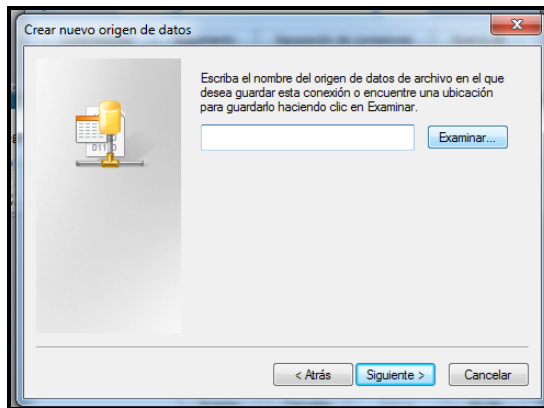 Crear nuevo origen de datos
Escriba el nombre del origen de datos de archivo en el que
desea guardar esta conexión o encuentre una ubicación
para guardarlo haciendo clic en Examinar.
Examinar...
< Atrás
Siguiente >
Cancelar